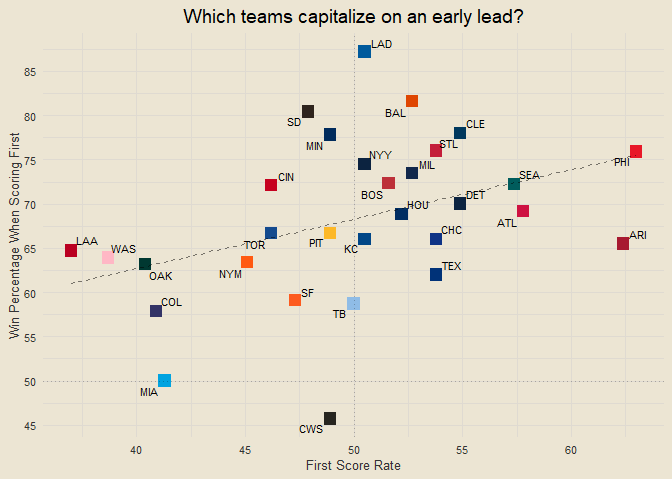 Which teams capitalize on an early lead?
Win Percentage When Scoring First
85
80
75
70
65
60
55
50
45
LAD
BAL
SD
CLE
MIN
STL
NYY
PHI
MIL
CIN
SEA
BOS
DET
HOU
ATL
TOR
PIT
KC
CHC
ARI
LAA
WAS
OAK
NYM
TEX
COL
SF
TB
MIA
CWS
40
45
50
55
60
First Score Rate